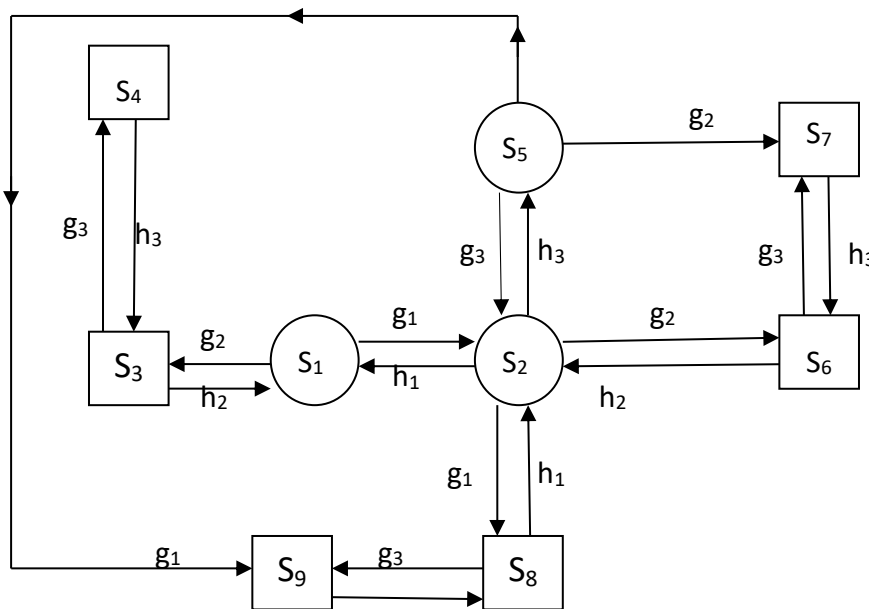 S₄
S₅
g₂
S₇
g₃
h₃
g₃
h₃
g₃
h₃
g₁
g₂
g₂
S₃
S₁
S₂
S₆
h₂
h₁
h₂
g₁
h₁
g₁
S₉
g₃
S₈